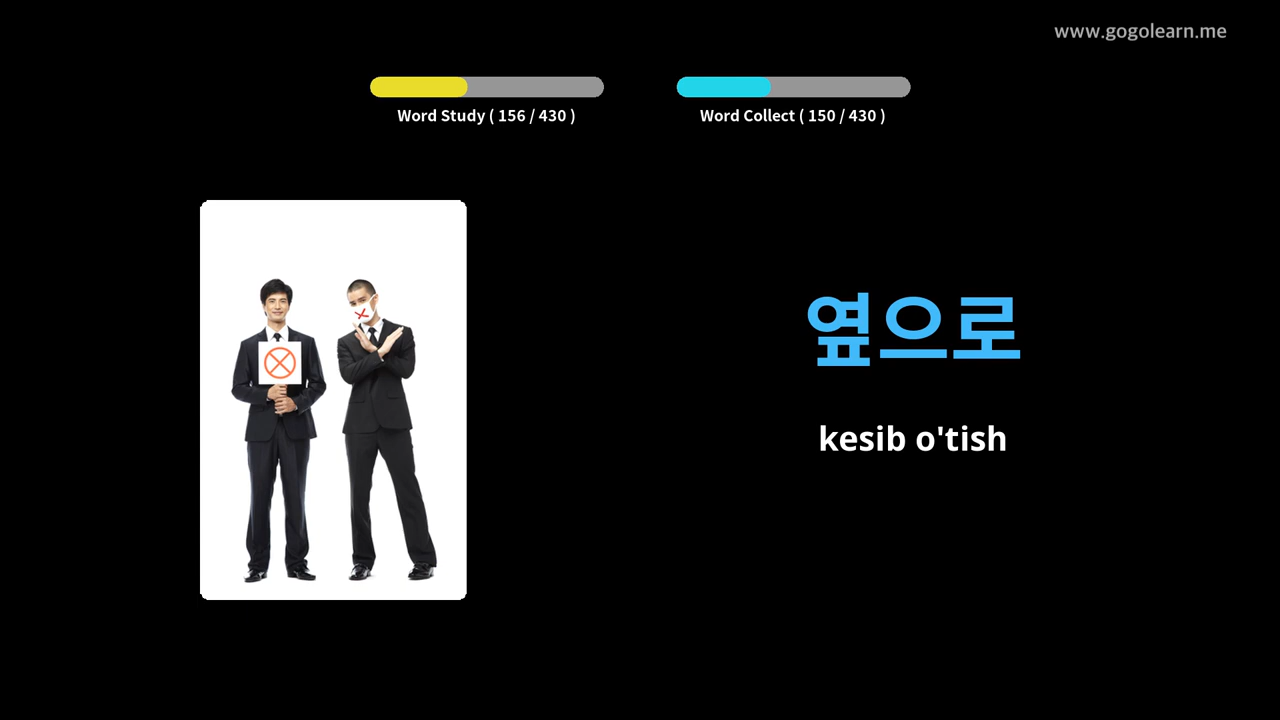 www.gogolearn.me
Word Study ( 156 / 430 )
Word Collect ( 150 / 430 )
옆으로
kesib o'tish